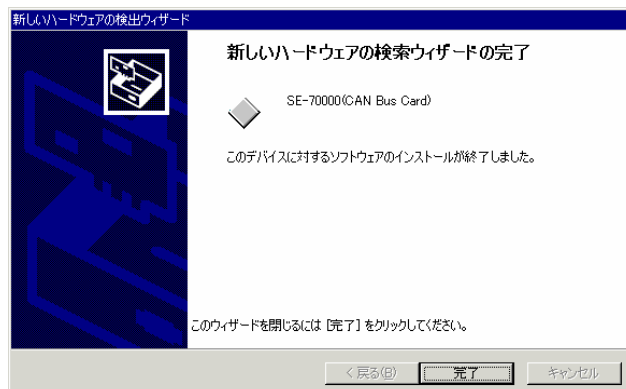 新しいハードウェアの検出ウィザード
新しいハードウェアの検索ウィザードの完了
SE-70000(CAN Bus Card)
このデバイスに対するソフトウェアのインストールが終了しました。
このウィザードを閉じるには [完了] をクリックしてください。
< 戻る(B)
完了
キャンセル